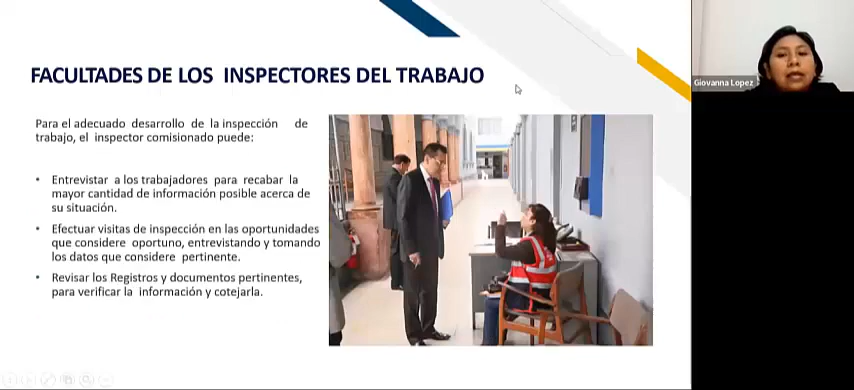 FACULTADES DE LOS INSPECTORES DEL TRABAJO
Giovanna Lopez
Para el adecuado desarrollo de la inspección de
trabajo, el inspector comisionado puede:
• Entrevistar a los trabajadores para recabar la
mayor cantidad de información posible acerca de
su situación.
• Efectuar visitas de inspección en las oportunidades
que considere oportuno, entrevistando y tomando
los datos que considere pertinente.
• Revisar los Registros y documentos pertinentes,
para verificar la información y cotejarla.